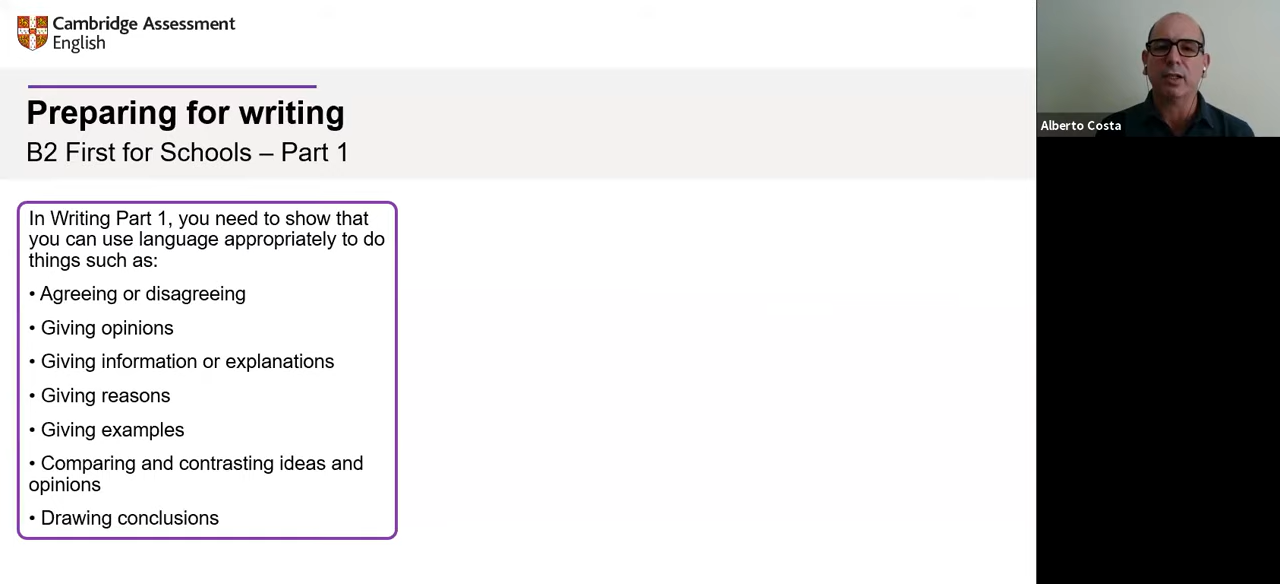 Cambridge Assessment
English
Preparing for writing
B2 First for Schools – Part 1
In Writing Part 1, you need to show that
you can use language appropriately to do
things such as:
• Agreeing or disagreeing
• Giving opinions
• Giving information or explanations
• Giving reasons
• Giving examples
• Comparing and contrasting ideas and
opinions
• Drawing conclusions
Alberto Costa